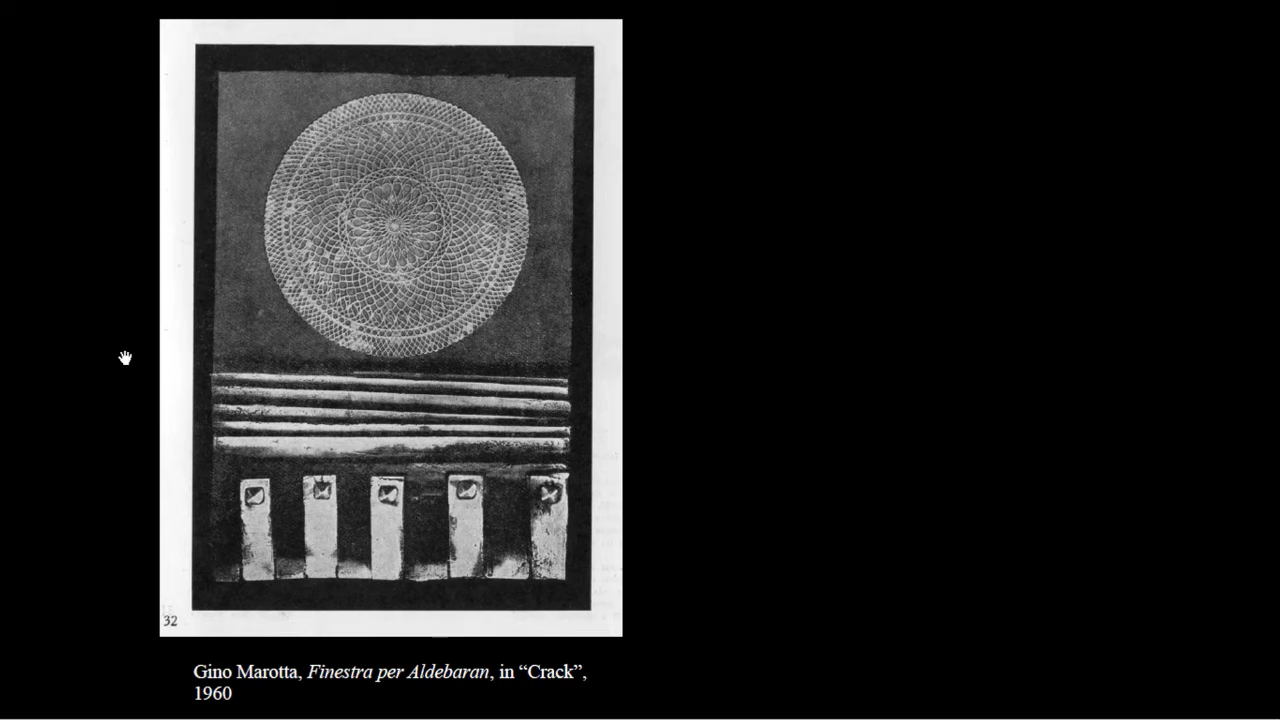 32
Gino Marotta, Finestra per Aldebaran, in “Crack”,
1960